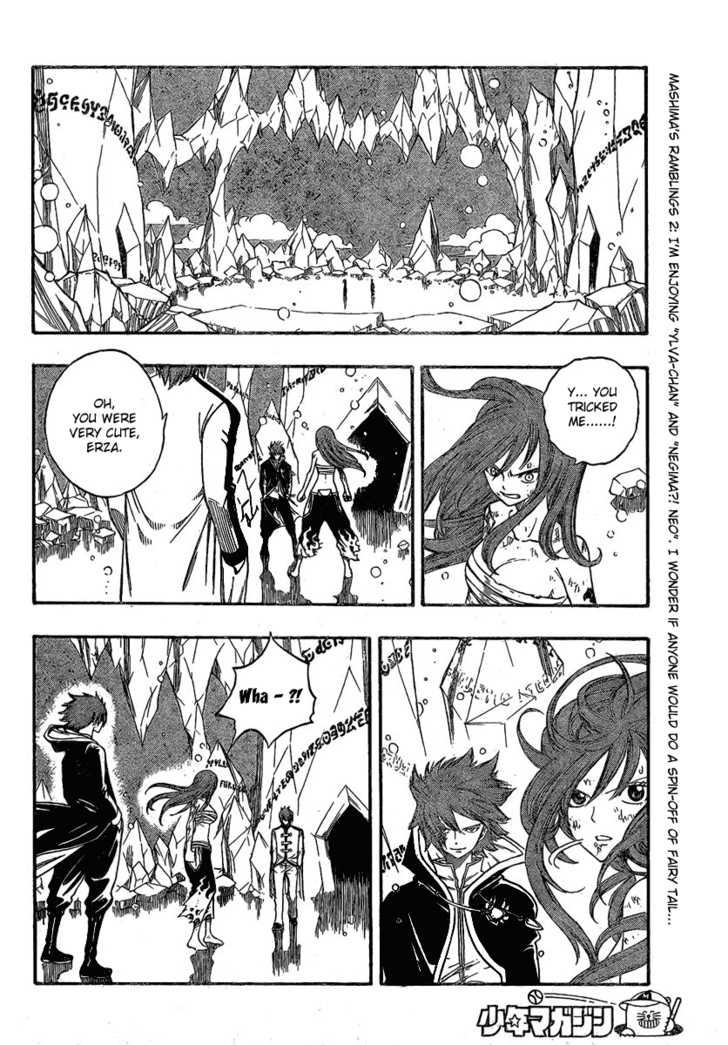 Y... YOU
TRICKED
ME......!
OH,
YOU WERE
VERY CUTE,
ERZA.
Wha - ?!
MASHIMA'S RAMBLINGS 2: I'M ENJOYING "YLVA-CHAN" AND "NEGIMA?! NEO". I WONDER IF ANYONE WOULD DO A SPIN-OFF OF FAIRY TAIL...
少年マガジン